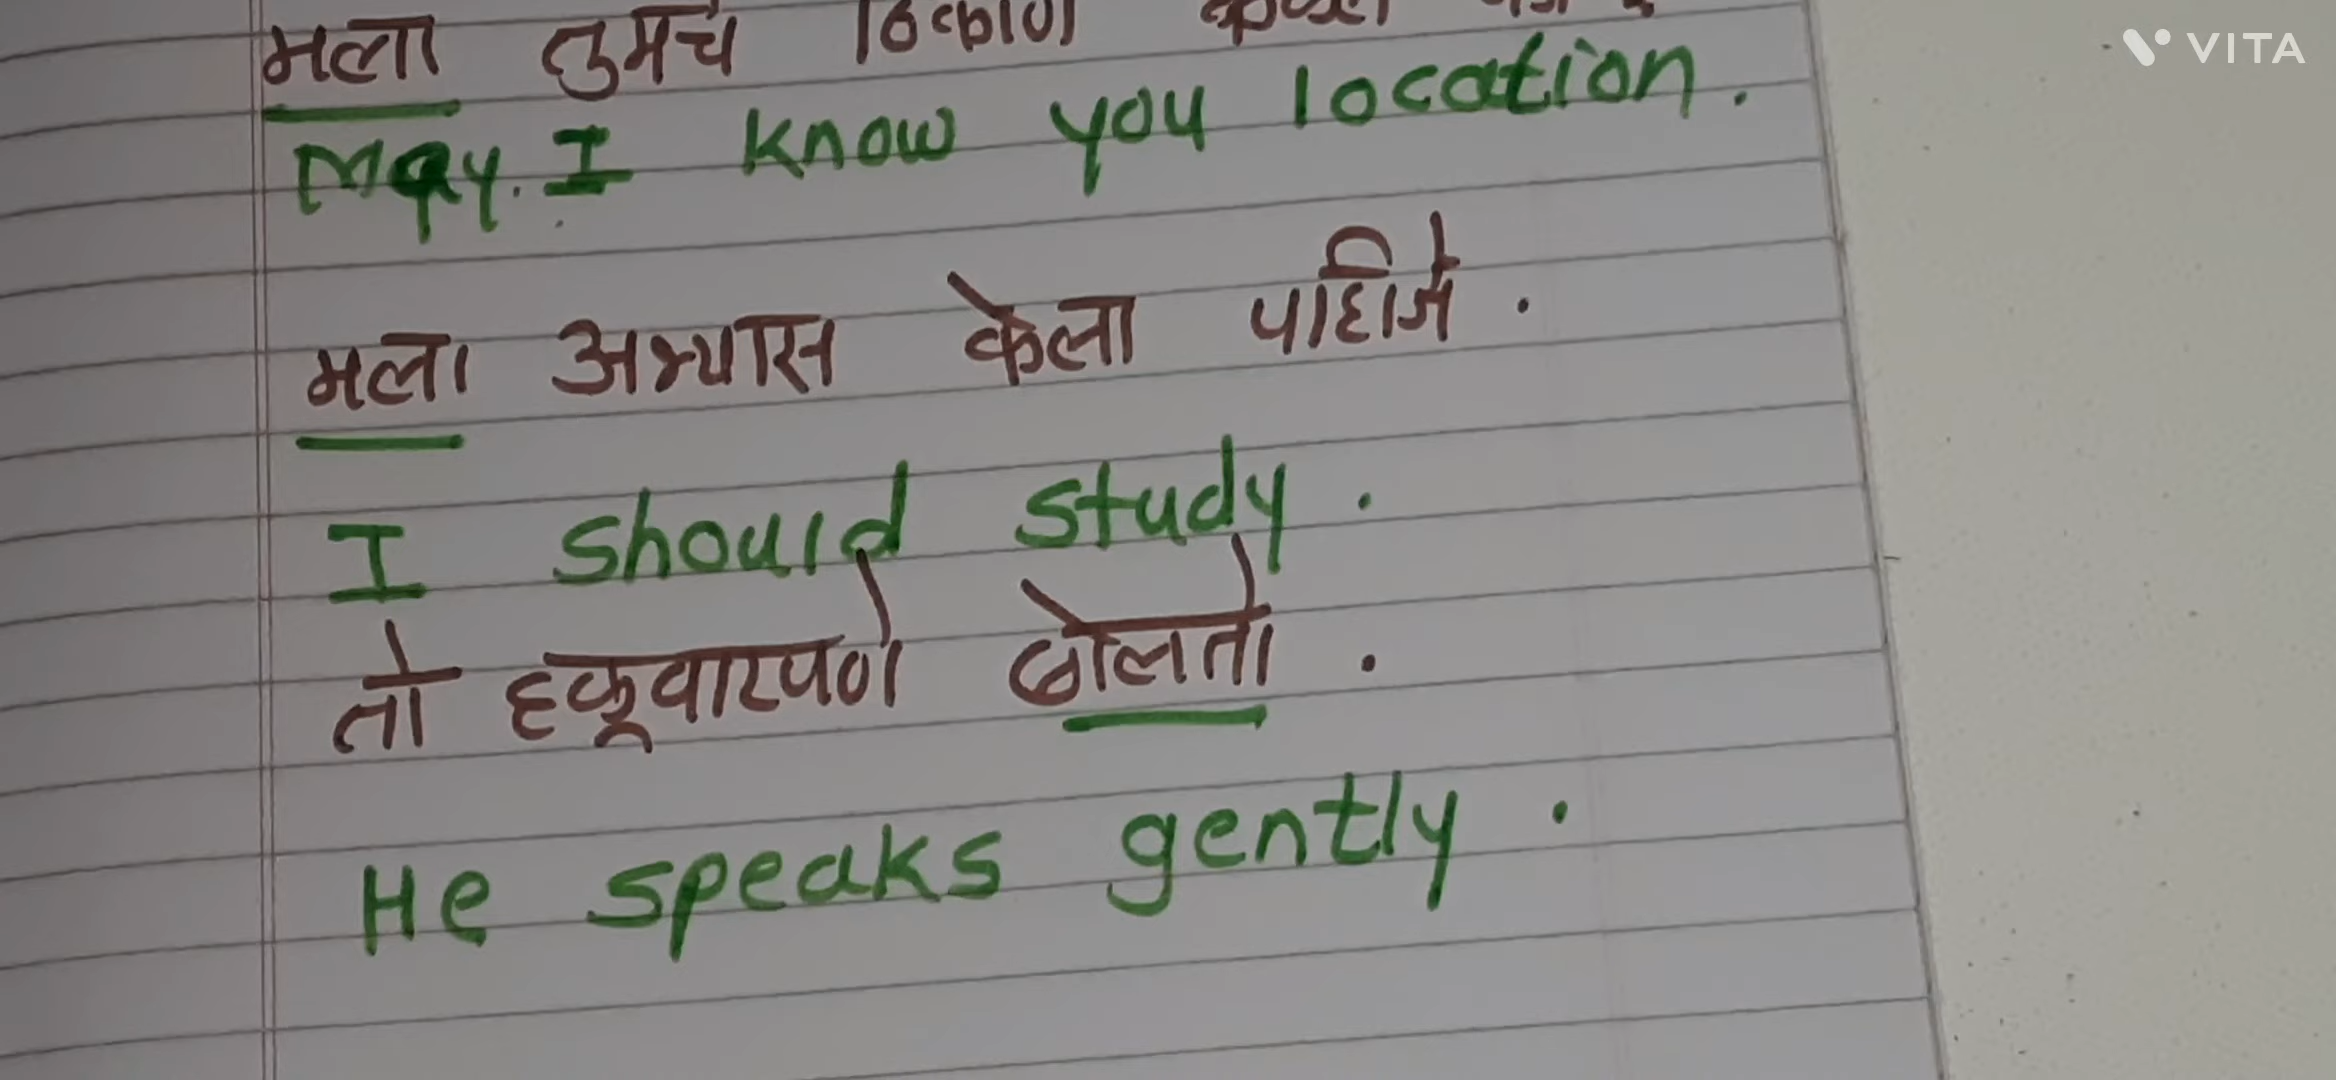 मला तुमचे ठिकाण
May. I know you location.
मला अभ्यास केला पाहिजे.
I should study.
तो हळूवारपणे बोलतो.
He speaks gently.
VITA